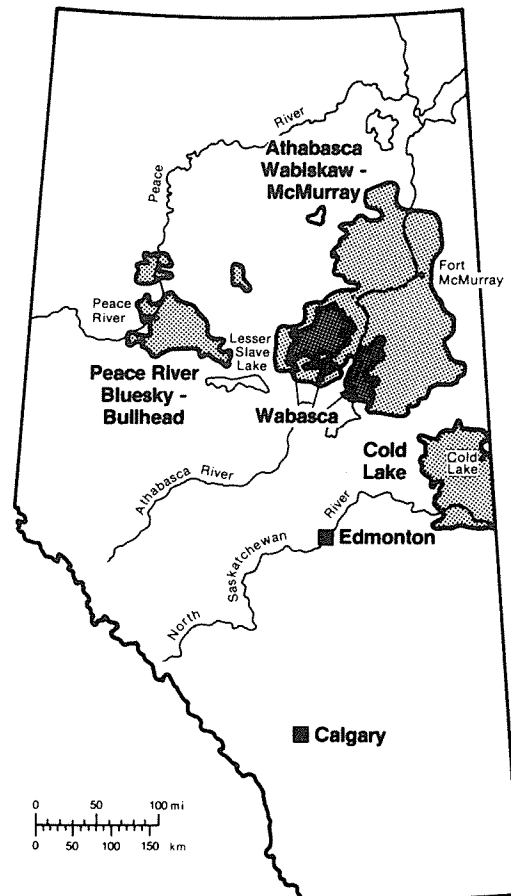 River
Athabasca
Wabiskaw -
McMurray
Peace
Fort
McMurray
Peace
River
Lesser
Slave
Lake
Peace River
Bluesky -
Bullhead
Wabasca
Cold
Lake
Cold
Lake
Athabasca River
River
Saskatchewan
North
Edmonton
Calgary
0 50 100 mi
0 50 100 150 km